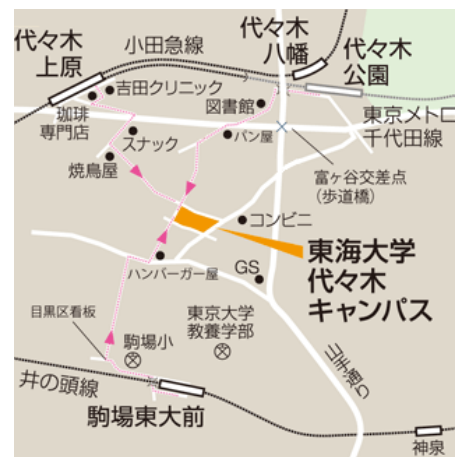 代々木
上原
小田急線
代々木
八幡
代々木
公園
吉田クリニック
図書館
珈琲
専門店
スナック
パン屋
東京メトロ
千代田線
焼鳥屋
富ヶ谷交差点
(歩道橋)
コンビニ
東海大学
代々木
キャンパス
ハンバーガー屋
GS
目黒区看板
東京大学
教養学部
駒場小
山手通り
井の頭線
駒場東大前
神泉